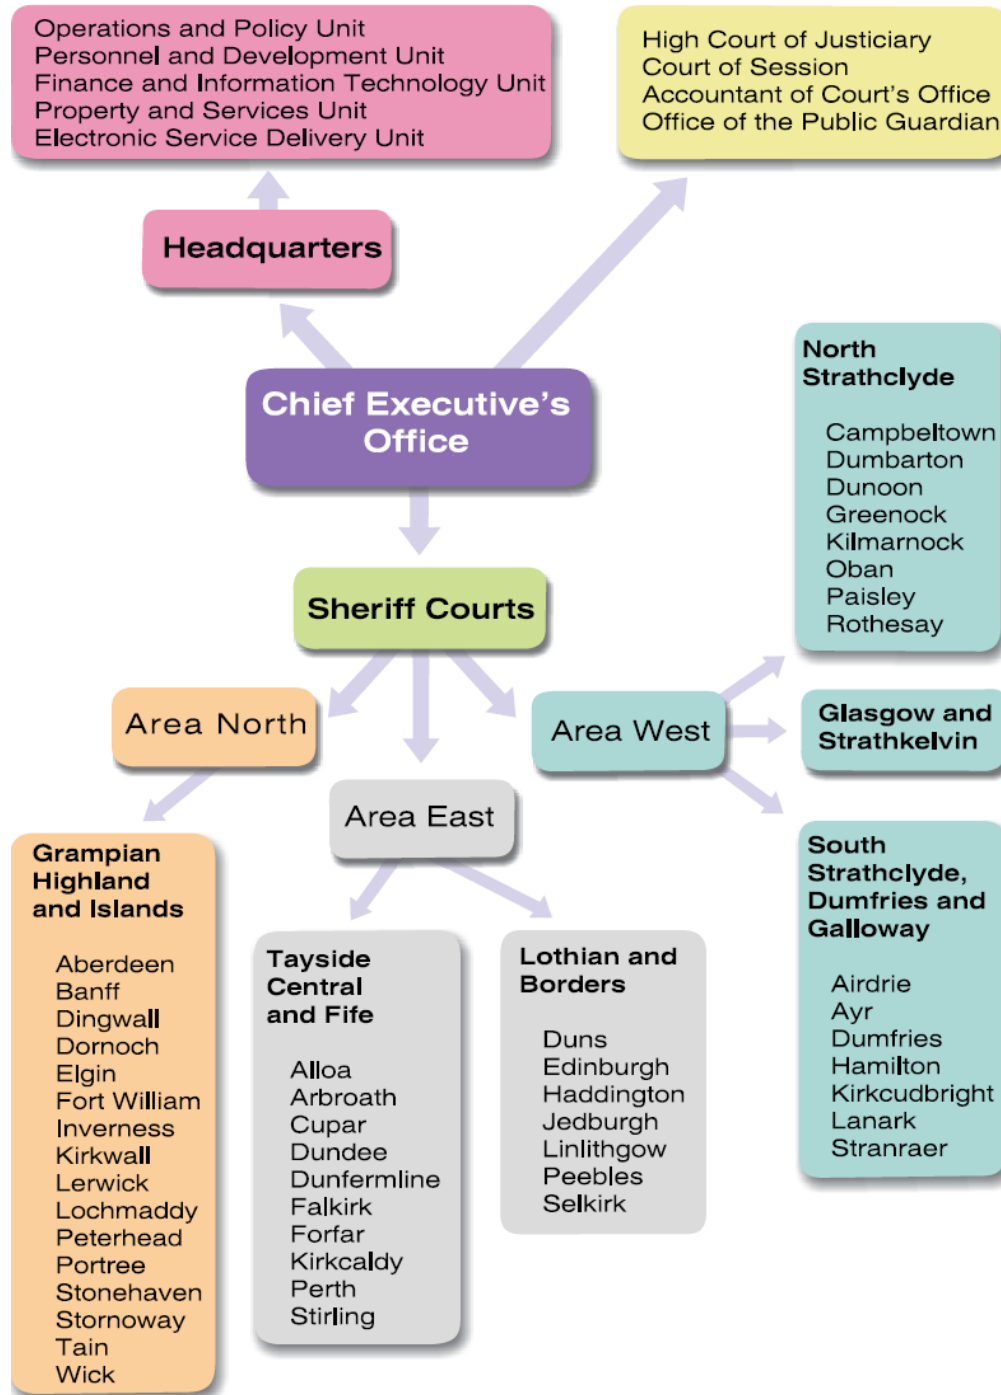 Operations and Policy Unit
Personnel and Development Unit
Finance and Information Technology Unit
Property and Services Unit
Electronic Service Delivery Unit
High Court of Justiciary
Court of Session
Accountant of Court's Office
Office of the Public Guardian
Headquarters
Chief Executive's
Office
North
Strathclyde
Campbeltown
Dumbarton
Dunoon
Greenock
Kilmarnock
Oban
Paisley
Rothesay
Sheriff Courts
Area North
Area West
Glasgow and
Strathkelvin
Area East
Grampian
Highland
and Islands
Aberdeen
Banff
Dingwall
Dornoch
Elgin
Fort William
Inverness
Kirkwall
Lerwick
Lochmaddy
Peterhead
Portree
Stonehaven
Stornoway
Tain
Wick
Tayside
Central
and Fife
Alloa
Arbroath
Cupar
Dundee
Dunfermline
Falkirk
Forfar
Kirkcaldy
Perth
Stirling
Lothian and
Borders
Duns
Edinburgh
Haddington
Jedburgh
Linlithgow
Peebles
Selkirk
South
Strathclyde,
Dumfries and
Galloway
Airdrie
Ayr
Dumfries
Hamilton
Kirkcudbright
Lanark
Stranraer